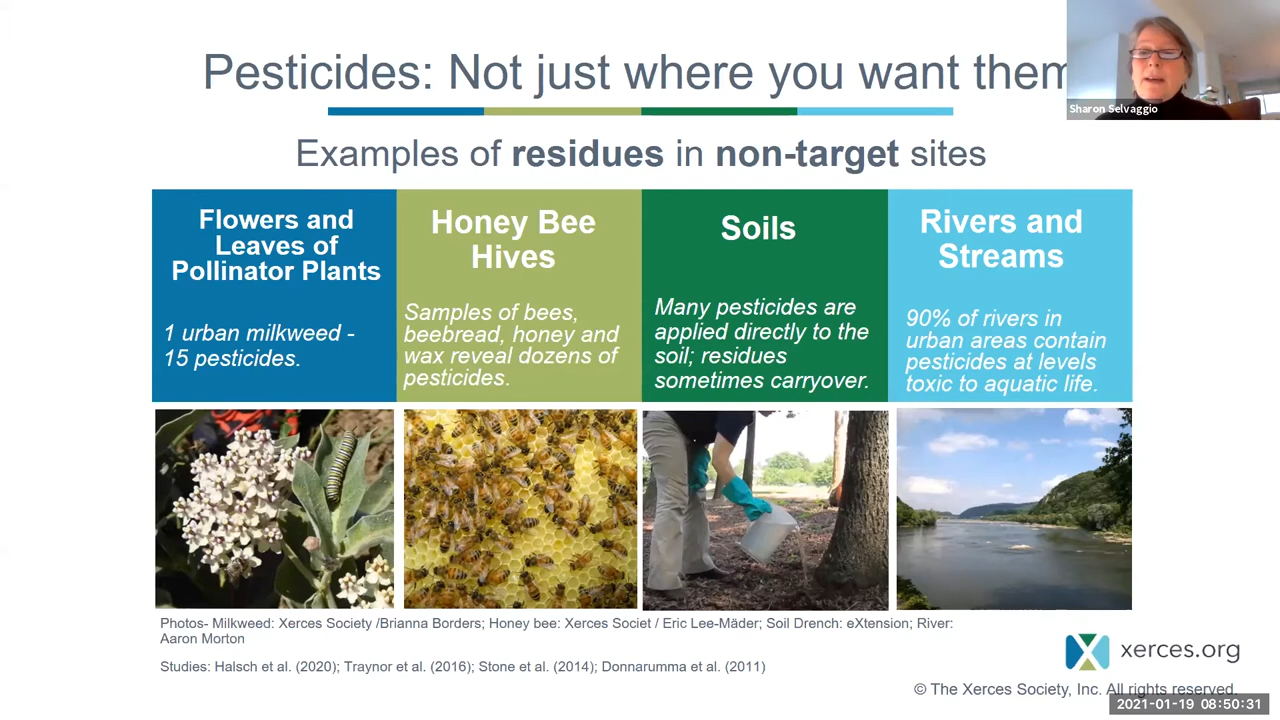 Pesticides: Not just where you want them
Sharon Selvaggio
Examples of residues in non-target sites
Flowers and
Leaves of
Pollinator Plants
1 urban milkweed -
15 pesticides.
Honey Bee
Hives
Samples of bees,
beebread, honey and
wax reveal dozens of
pesticides.
Soils
Many pesticides are
applied directly to the
soil; residues
sometimes carryover.
Rivers and
Streams
90% of rivers in
urban areas contain
pesticides at levels
toxic to aquatic life.
Photos- Milkweed: Xerces Society /Brianna Borders; Honey bee: Xerces Societ / Eric Lee-Mäder; Soil Drench: eXtension; River:
Aaron Morton
Studies: Halsch et al. (2020); Traynor et al. (2016); Stone et al. (2014); Donnarumma et al. (2011)
xerces.org
© The Xerces Society, Inc. All rights reserved.
2021-01-19 08:50:31